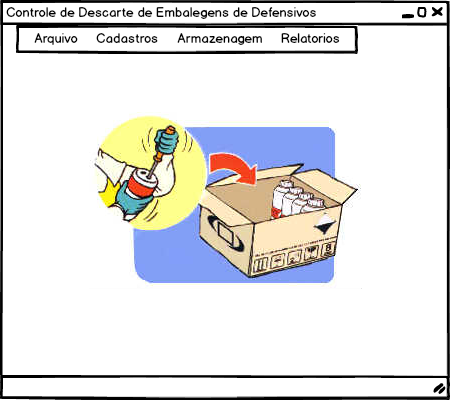 Controle de Descarte de Embalegens de Defensivos
Arquivo Cadastros Armazenagem Relatorios